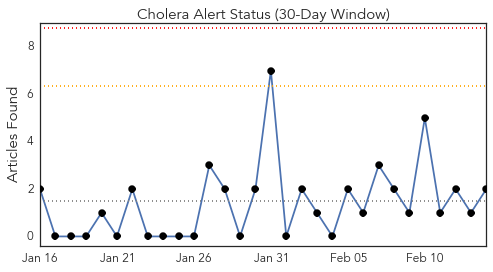 Cholera Alert Status (30-Day Window)
Articles Found
8
6
4
2
0
Jan 16 Jan 21 Jan 26 Jan 31 Feb 05 Feb 10